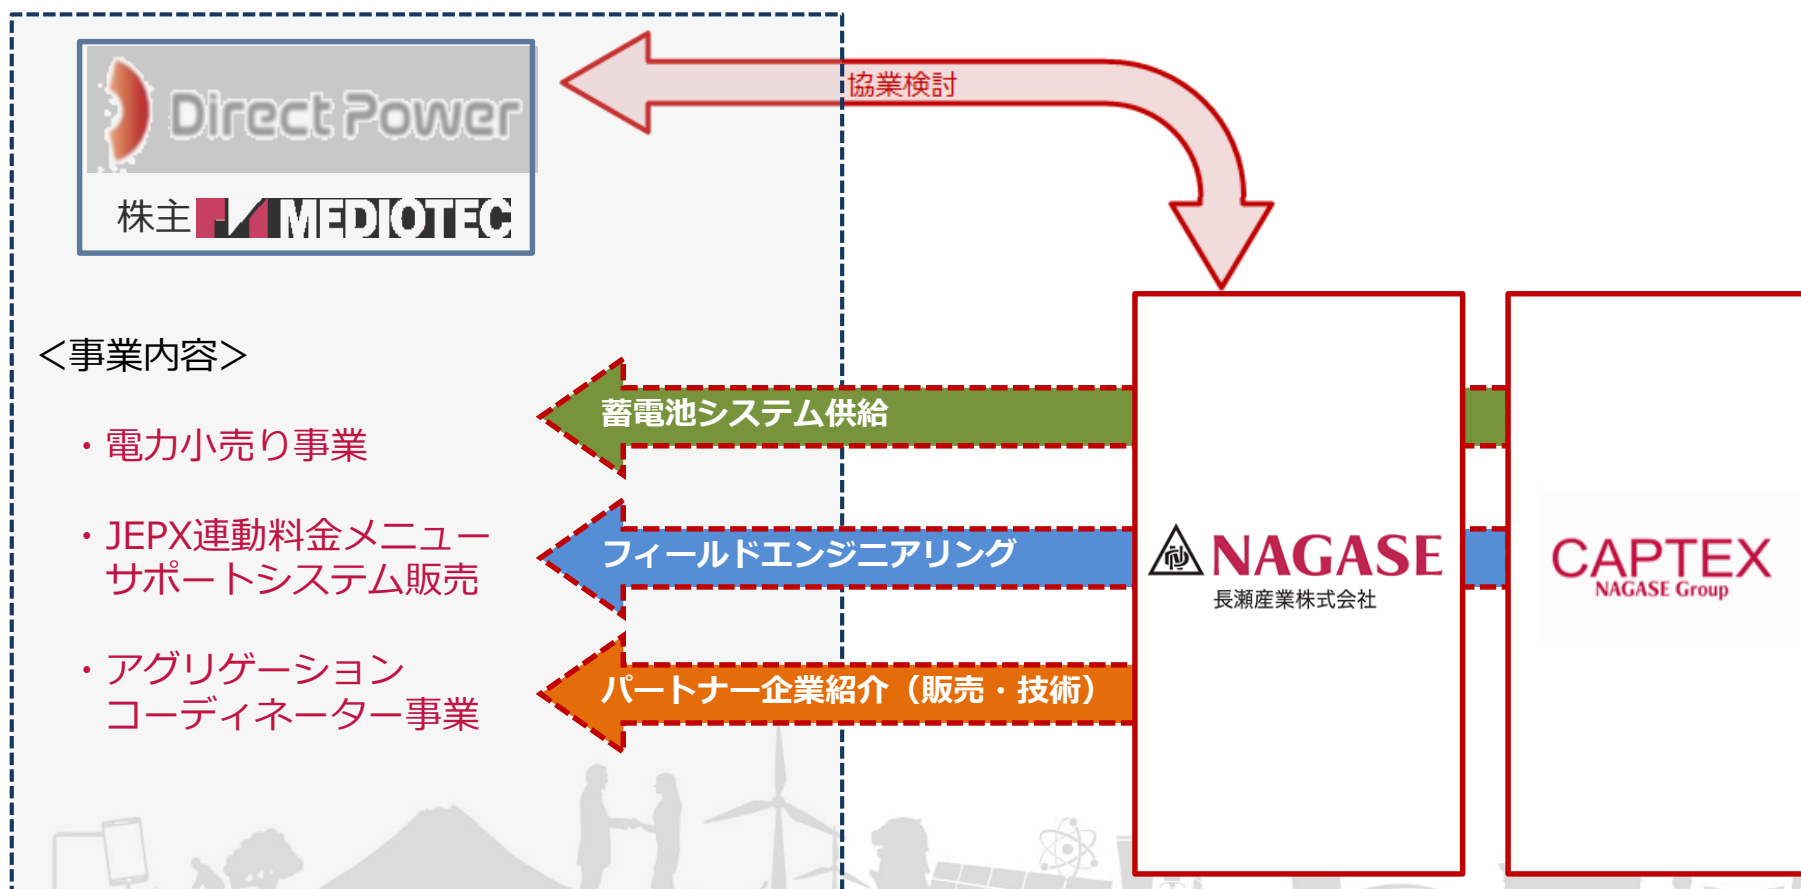 Direct Power
協業検討
株主 MEDIOTEC
＜事業内容＞
・電力小売り事業
・JEPX連動料金メニュー
サポートシステム販売
・アグリゲーション
コーディネーター事業
蓄電池システム供給
フィールドエンジニアリング
パートナー企業紹介（販売・技術）
NAGASE
長瀬産業株式会社
CAPTEX
NAGASE Group